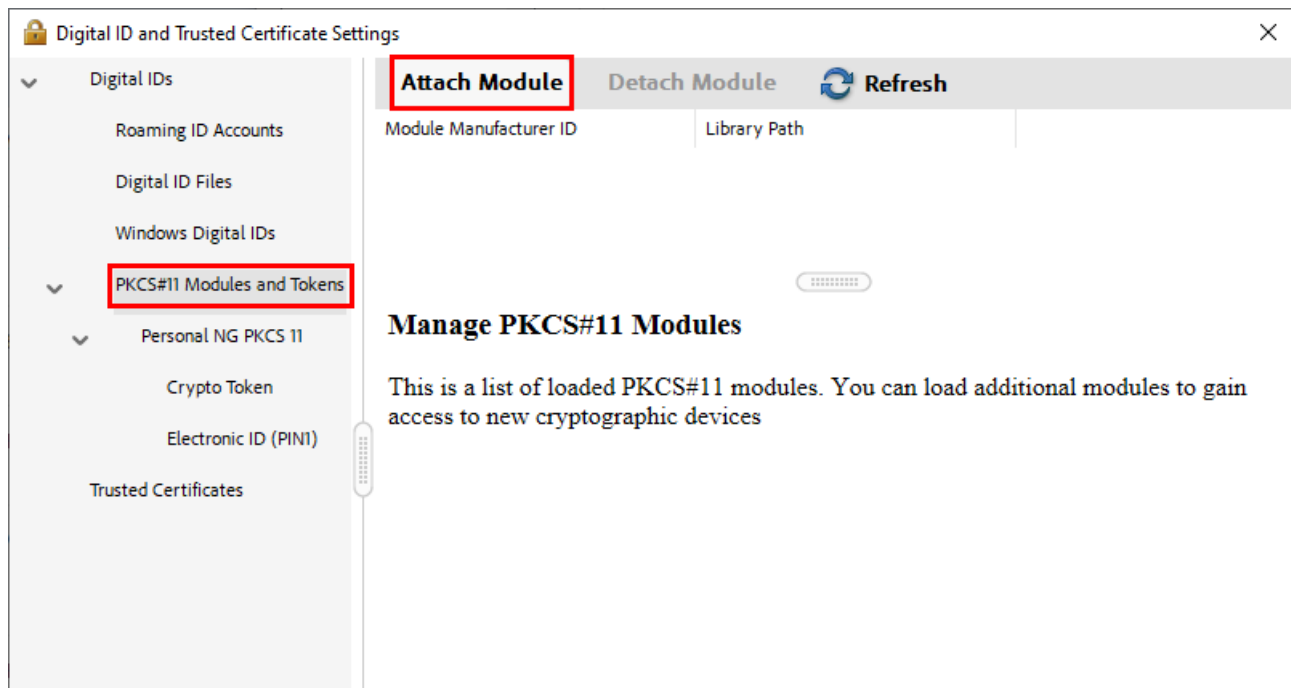 Digital ID and Trusted Certificate Settings
Digital IDs
Roaming ID Accounts
Digital ID Files
Windows Digital IDs
PKCS#11 Modules and Tokens
Personal NG PKCS 11
Crypto Token
Electronic ID (PIN1)
Trusted Certificates
Attach Module
Detach Module
Refresh
Module Manufacturer ID
Library Path
Manage PKCS#11 Modules
This is a list of loaded PKCS#11 modules. You can load additional modules to gain
access to new cryptographic devices